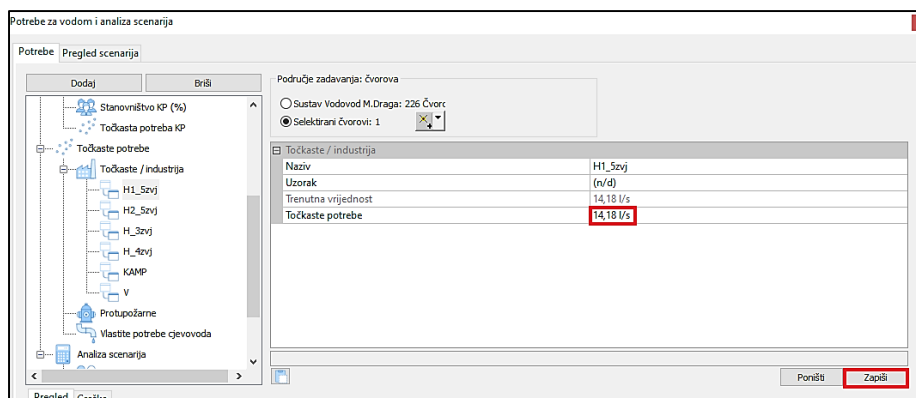 Potrebe za vodom i analiza scenarija
Potrebe Pregled scenarija
Dodaj Briši
Stanovništvo KP (%)
Točkasta potreba KP
Točkaste potrebe
Točkaste / industrija
H1_5zvj
H2_5zvj
H_3zvj
H_4zvj
KAMP
V
Protupožarne
Vlastite potrebe cjevovoda
Analiza scenarija
Područje zadavanja: čvorova
Sustav Vodovod M.Draga: 226 Čvorc
Selektirani čvorovi: 1
Točkaste / industrija
Naziv H1_5zvj
Uzorak (n/d)
Trenutna vrijednost 14,18 l/s
Točkaste potrebe 14,18 l/s
Poništi Zapiši
Pregled